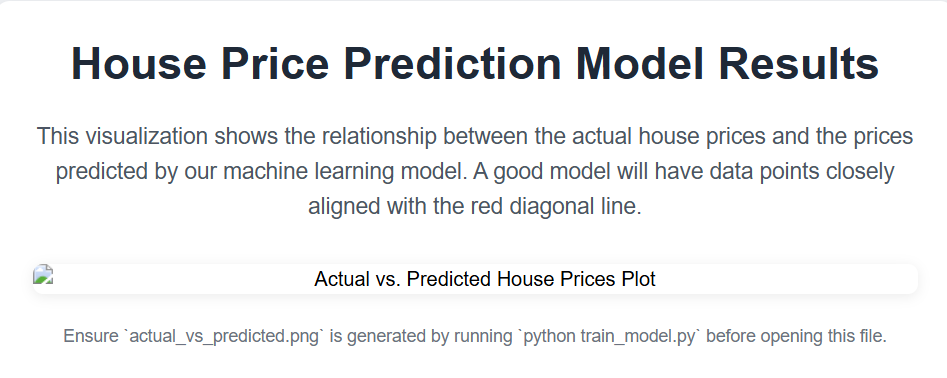 House Price Prediction Model Results
This visualization shows the relationship between the actual house prices and the prices
predicted by our machine learning model. A good model will have data points closely
aligned with the red diagonal line.
Actual vs. Predicted House Prices Plot
Ensure `actual_vs_predicted.png` is generated by running `python train_model.py` before opening this file.